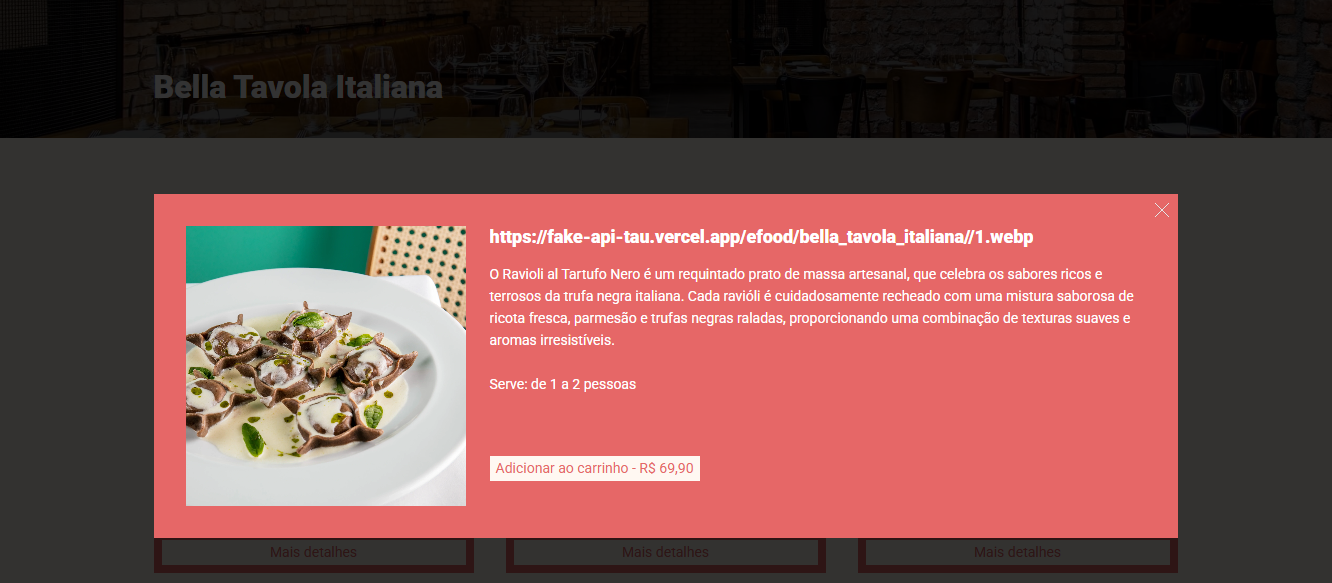 Bella Tavola Italiana
https://fake-api-tau.vercel.app/efood/bella_tavola_italiana//1.webp
O Ravioli al Tartufo Nero é um requintado prato de massa artesanal, que celebra os sabores ricos e
terrosos da trufa negra italiana. Cada ravióli é cuidadosamente recheado com uma mistura saborosa de
ricota fresca, parmesão e trufas negras raladas, proporcionando uma combinação de texturas suaves e
aromas irresistíveis.
Serve: de 1 a 2 pessoas
Adicionar ao carrinho - R$ 69,90
Mais detalhes
Mais detalhes
Mais detalhes